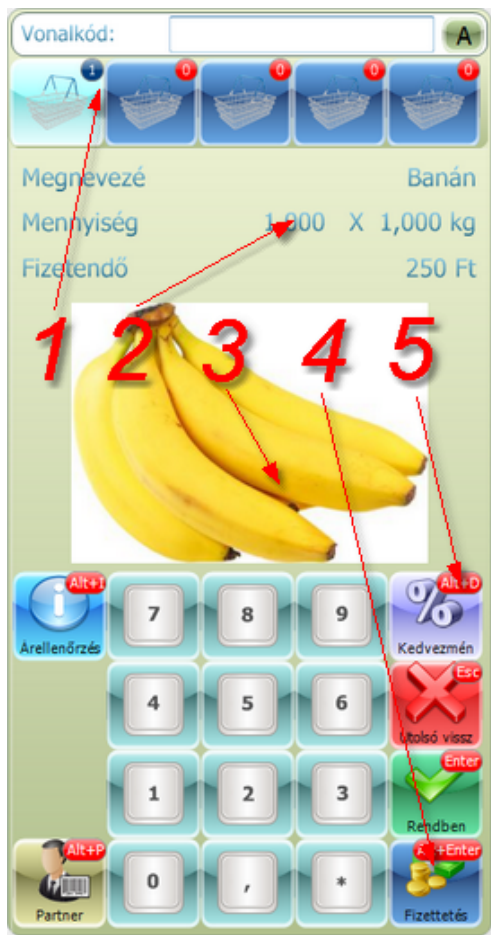 Vonalkód: A
1 0 0 0 0
Megnevezé Banán
Mennyiség 1,000 X 1,000 kg
Fizetendő 250 Ft
1 2 3 4 5
Alt+I Alt+D
7 8 9
Árellenőrzés Kedvezmén
Esc
4 5 6
Utolsó vissz
Enter
1 2 3
Rendben
Alt+P Alt+Enter
0 , *
Partner Fizettetés